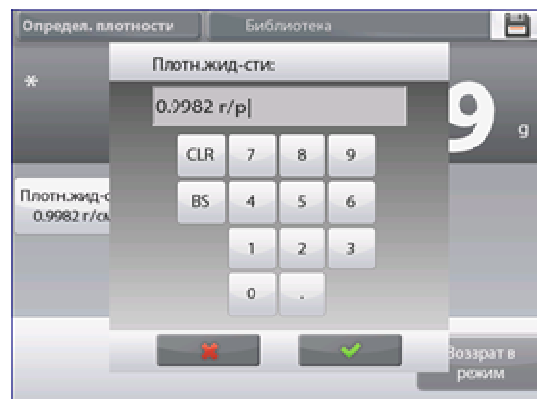 Определ. плотности
Библиотека
Плотн.жид-сти:
*
0.9982 г/р
9
g
CLR 7 8 9
BS 4 5 6
1 2 3
0 .
Плотн.жид-с
0.9982 г/см
Возврат в
режим